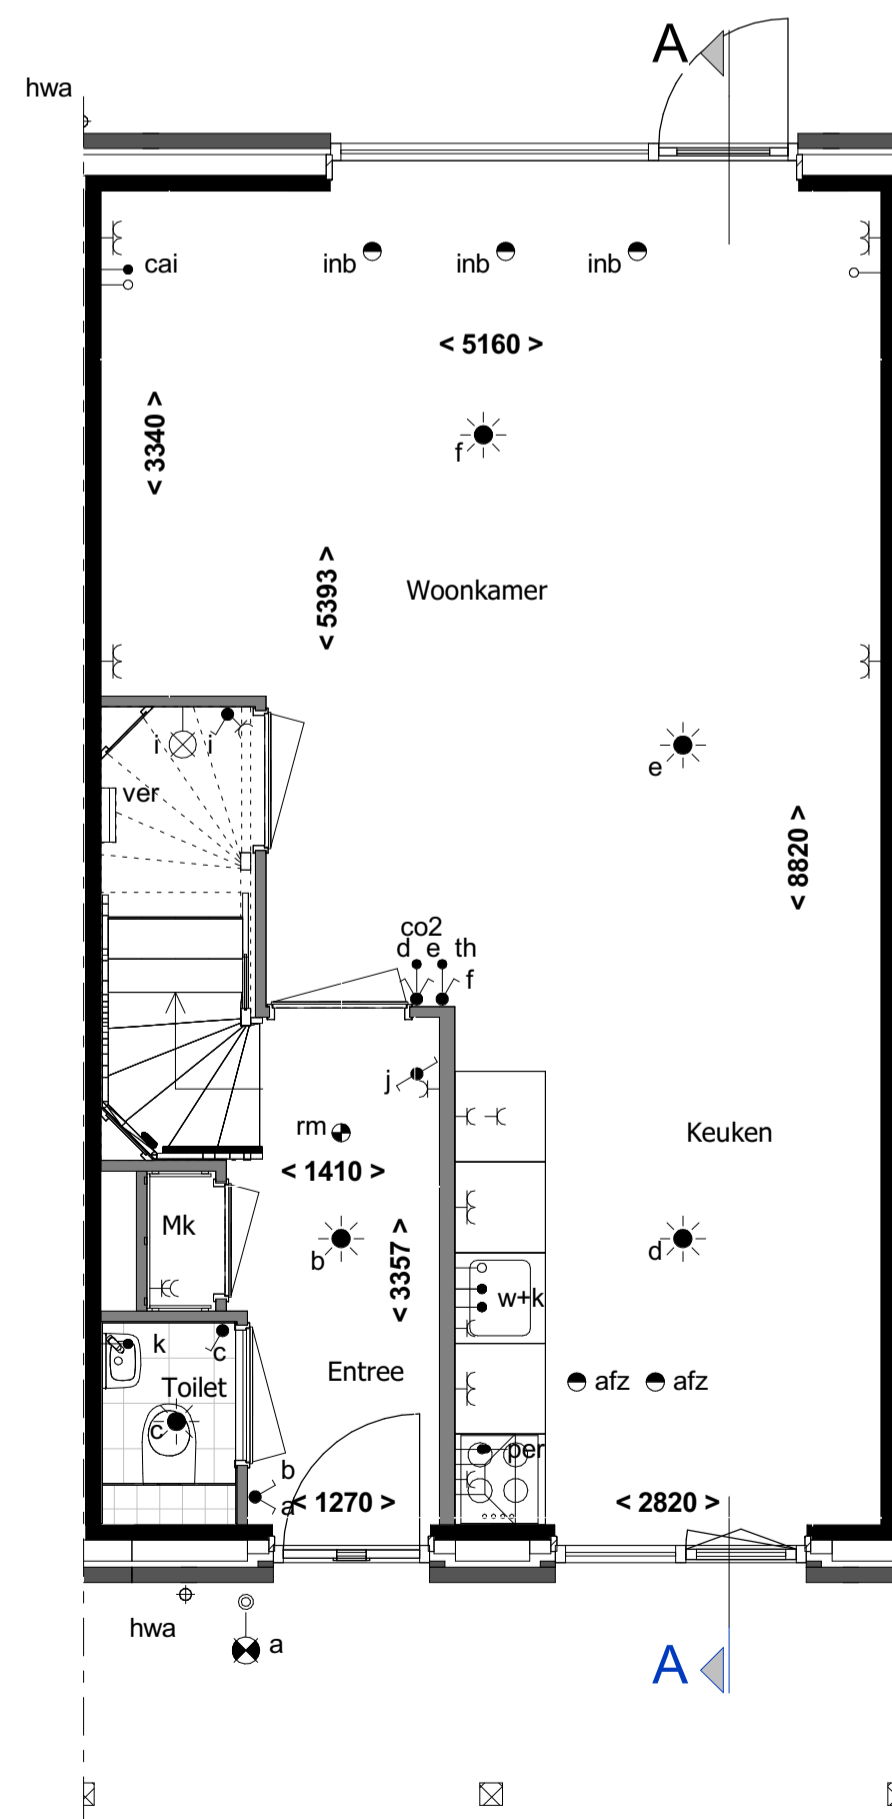 A
hwa
cai
inb inb inb
< 5160 >
< 3340 >
f
< 5393 >
Woonkamer
i i
e
ver
< 8820 >
co2
d e th
f
j
rm
Keuken
< 1410 >
Mk
b
< 3357 >
d
w+k
k
c
Entree
Toilet
afz afz
c
per
b
a
< 1270 >
< 2820 >
hwa
a
A